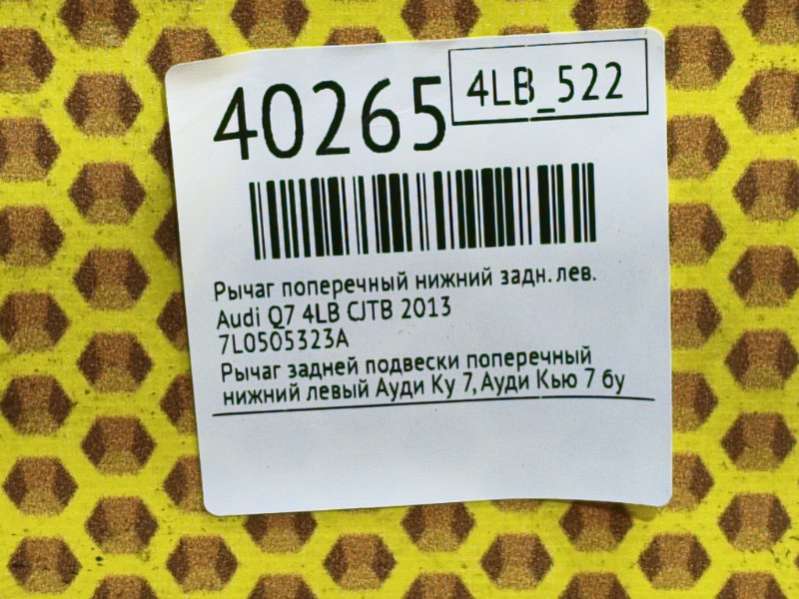 40265
4LB_522
Рычаг поперечный нижний задн. лев.
Audi Q7 4LB CJTB 2013
7L0505323A
Рычаг задней подвески поперечный
нижний левый Ауди Ку 7, Ауди Кью 7 бу